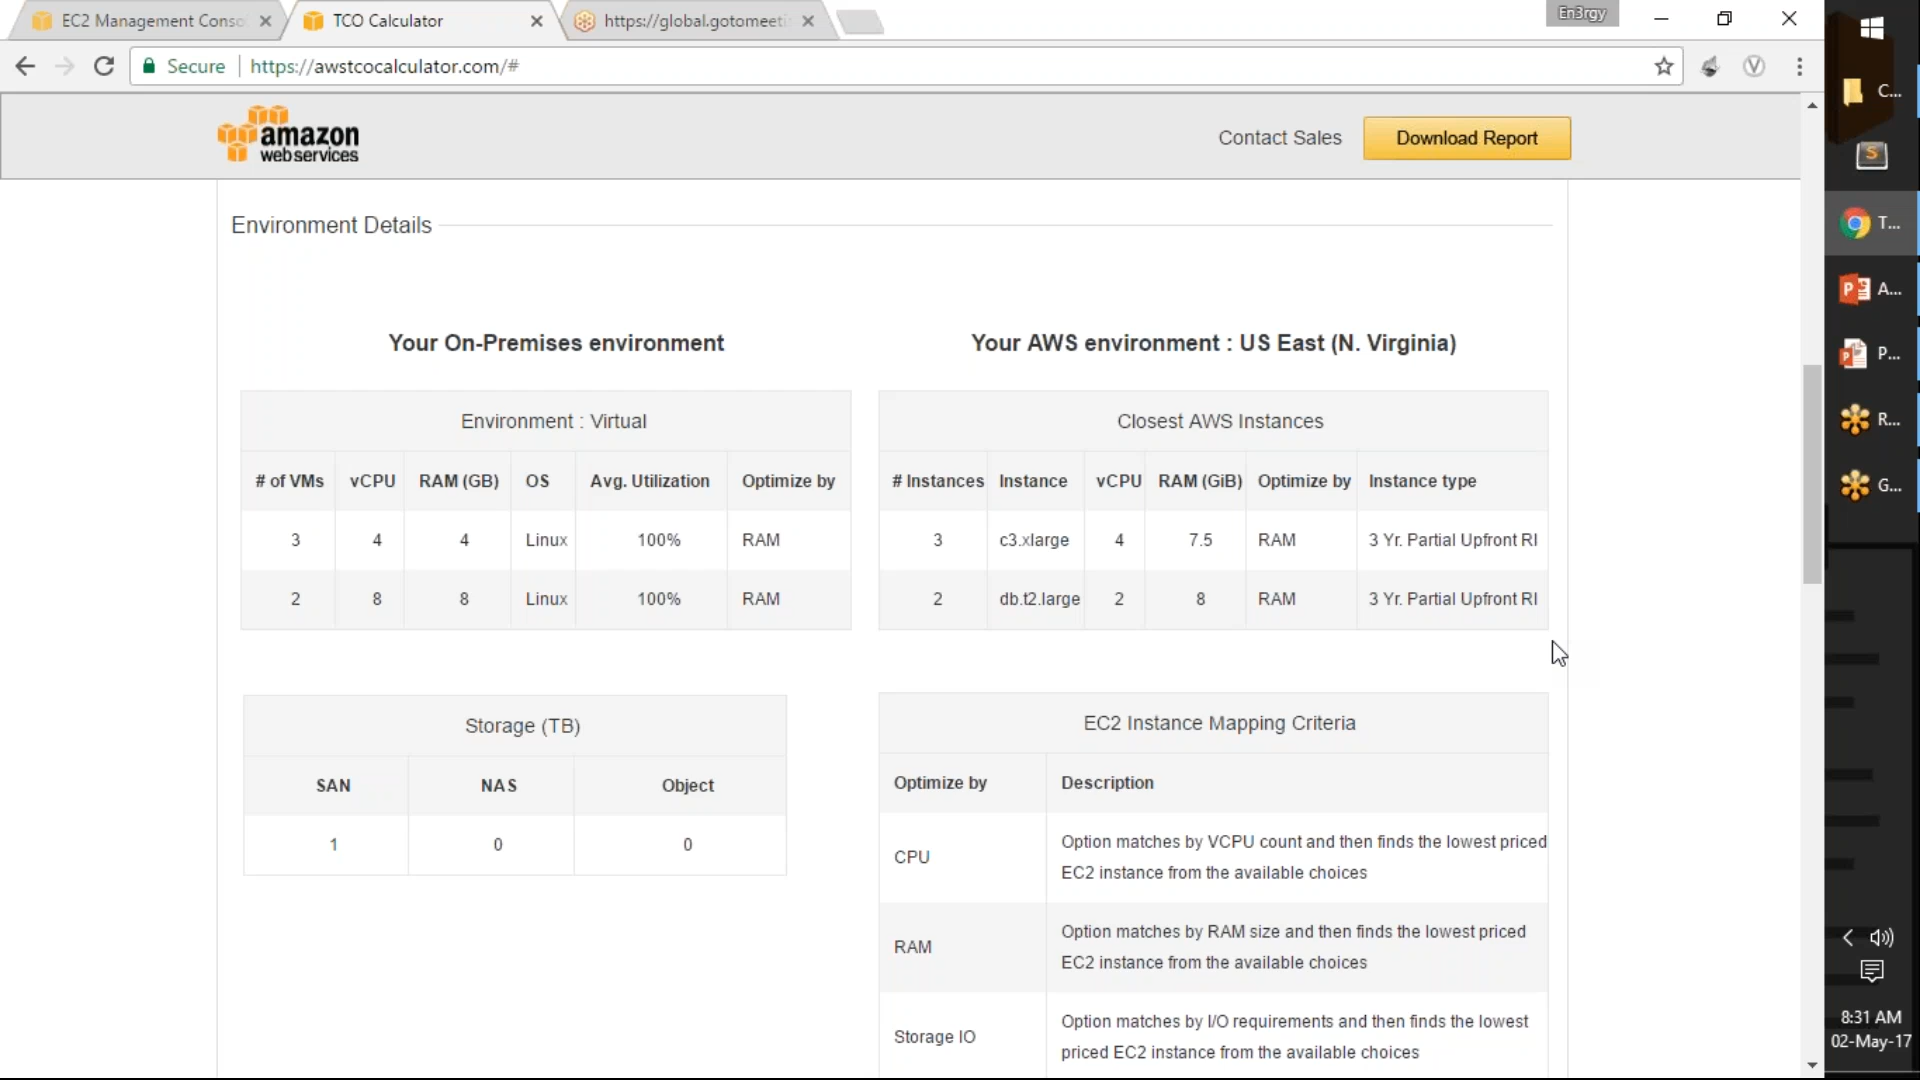 EC2 Management Conso
TCO Calculator
https://global.gotomeeti
En3rgy
Secure
https://awstcocalculator.com/#
amazon
webservices
Contact Sales
Download Report
Environment Details
Your On-Premises environment
Environment : Virtual
# of VMs vCPU RAM (GB) OS Avg. Utilization Optimize by
3 4 4 Linux 100% RAM
2 8 8 Linux 100% RAM
Storage (TB)
SAN NAS Object
1 0 0
Your AWS environment : US East (N. Virginia)
Closest AWS Instances
# Instances Instance vCPU RAM (GiB) Optimize by Instance type
3 c3.xlarge 4 7.5 RAM 3 Yr. Partial Upfront RI
2 db.t2.large 2 8 RAM 3 Yr. Partial Upfront RI
EC2 Instance Mapping Criteria
Optimize by Description
CPU
Option matches by VCPU count and then finds the lowest priced
EC2 instance from the available choices
RAM
Option matches by RAM size and then finds the lowest priced
EC2 instance from the available choices
Storage IO
Option matches by I/O requirements and then finds the lowest
priced EC2 instance from the available choices
C...
T...
A...
P...
R...
G...
8:31 AM
02-May-17